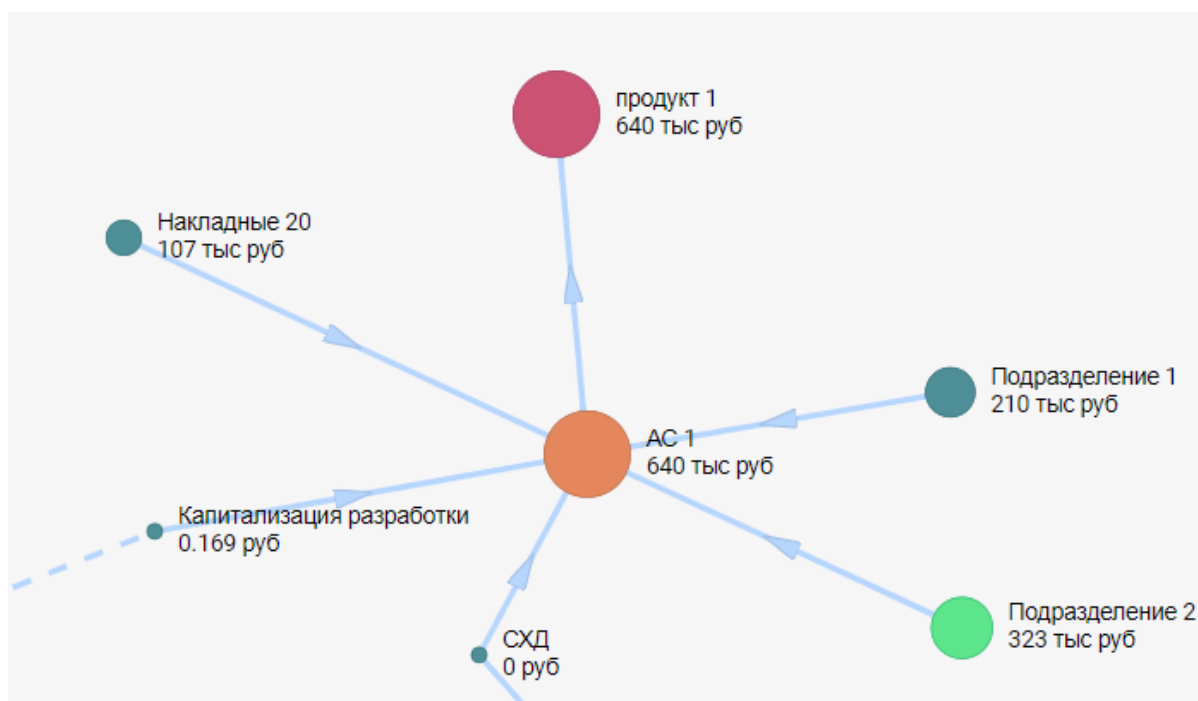 продукт 1
640 тыс руб
Накладные 20
107 тыс руб
Подразделение 1
210 тыс руб
АС 1
640 тыс руб
Капитализация разработки
0.169 руб
Подразделение 2
323 тыс руб
СХД
0 руб